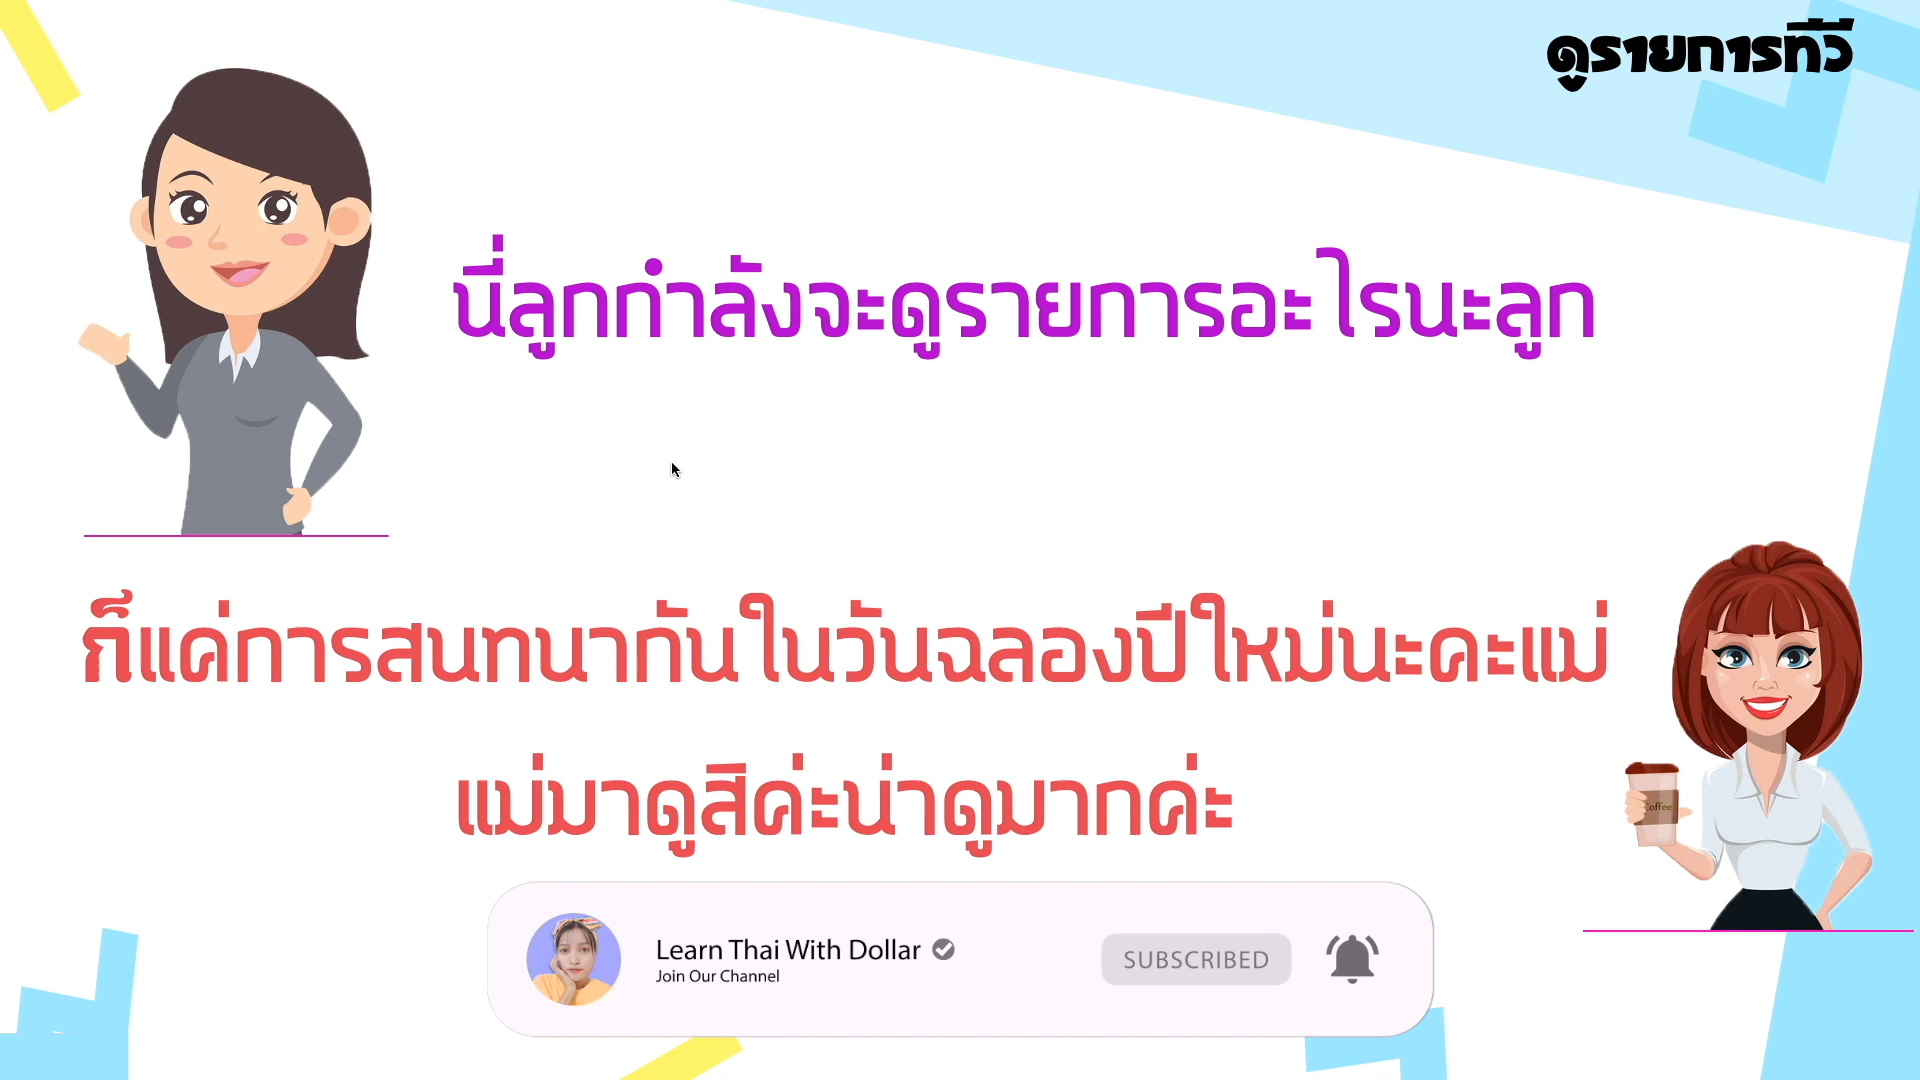 ดูรายการทีวี
นี่ลูกกำลังจะดูรายการอะไรนะลูก
ก็แค่การสนทนากันในวันฉลองปีใหม่นะคะแม่
แม่มาดูสิค่ะน่าดูมากค่ะ
Coffee
Learn Thai With Dollar
Join Our Channel
SUBSCRIBED